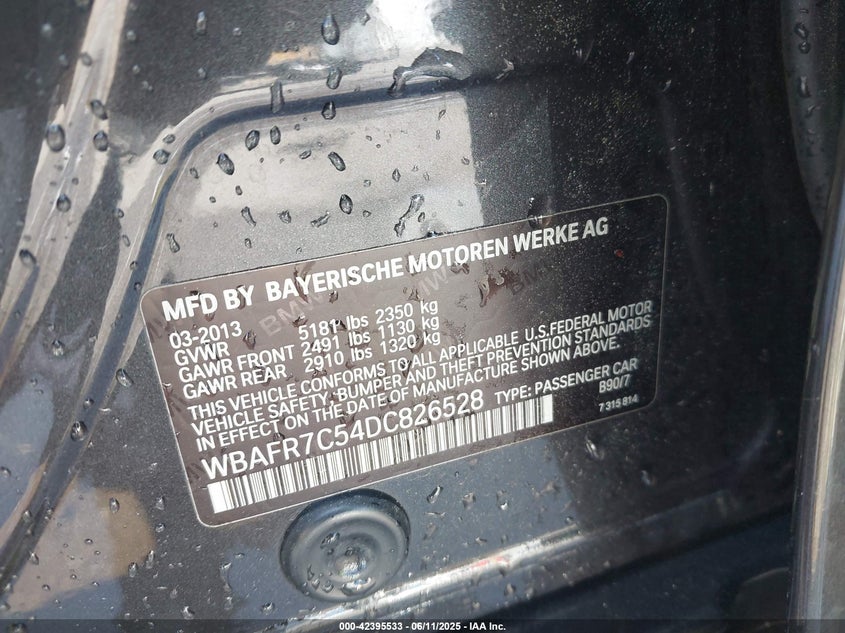 MFD BY BAYERISCHE MOTOREN WERKE AG
03-2013
GVWR 5181 lbs 2350 kg
GAWR FRONT 2491 lbs 1130 kg
GAWR REAR 2910 lbs 1320 kg
THIS VEHICLE CONFORMS TO ALL APPLICABLE U.S.FEDERAL MOTOR
VEHICLE SAFETY, BUMPER AND THEFT PREVENTION STANDARDS
IN EFFECT ON THE DATE OF MANUFACTURE SHOWN ABOVE.
WBAFR7C54DC826528 TYPE: PASSENGER CAR
B90/7
7 315 814
000-42395533 - 06/11/2025 - IAA Inc.